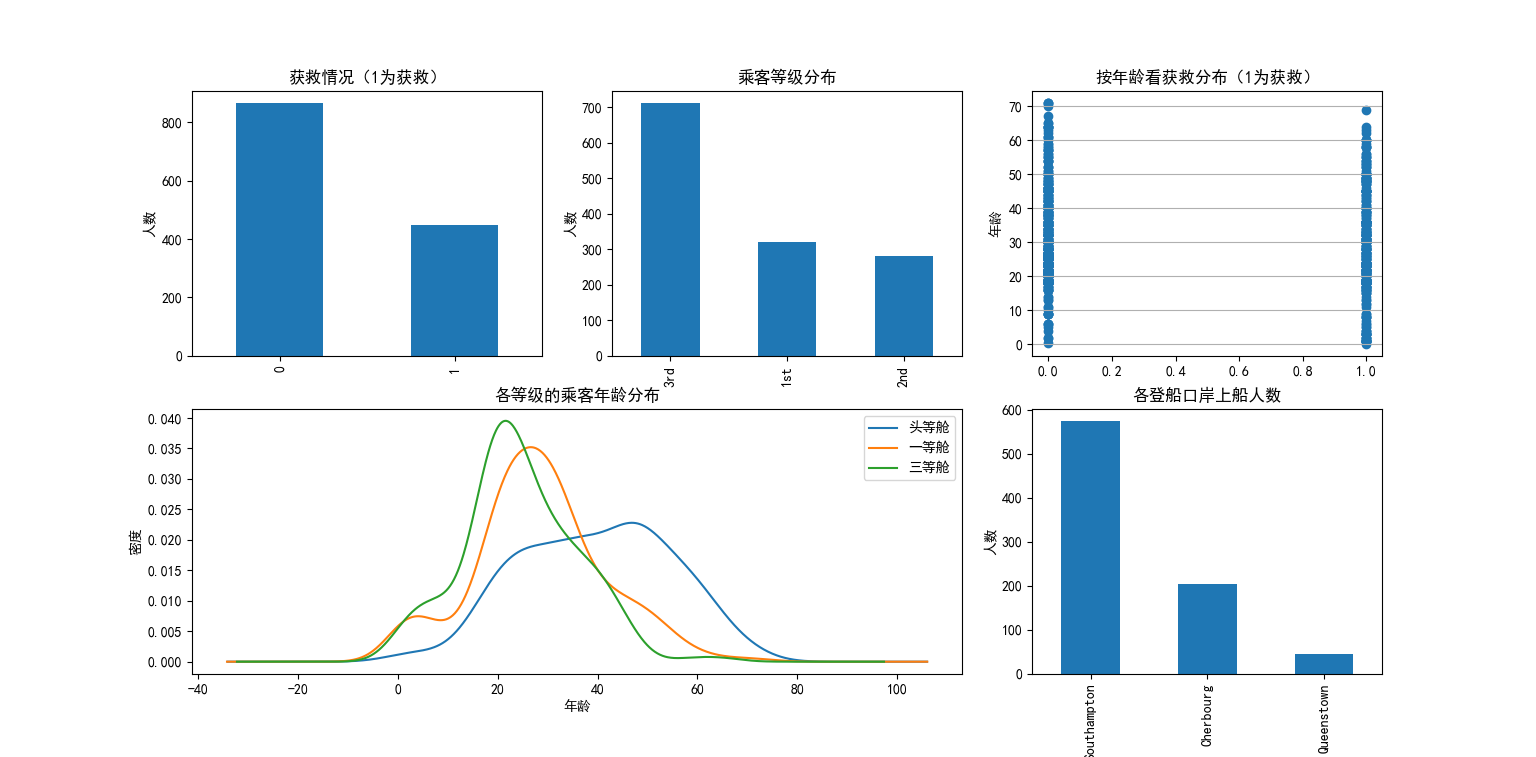 获救情况（1为获救）
人数
800
600
400
200
0
0
1
乘客等级分布
人数
700
600
500
400
300
200
100
0
3rd
1st
2nd
按年龄看获救分布（1为获救）
年龄
70
60
50
40
30
20
10
0
0.0
0.2
0.4
0.6
0.8
1.0
各等级的乘客年龄分布
密度
0.040
0.035
0.030
0.025
0.020
0.015
0.010
0.005
0.000
头等舱
一等舱
三等舱
−40
−20
0
20
40
60
80
100
年龄
各登船口岸上船人数
人数
600
500
400
300
200
100
0
Southampton
Cherbourg
Queenstown